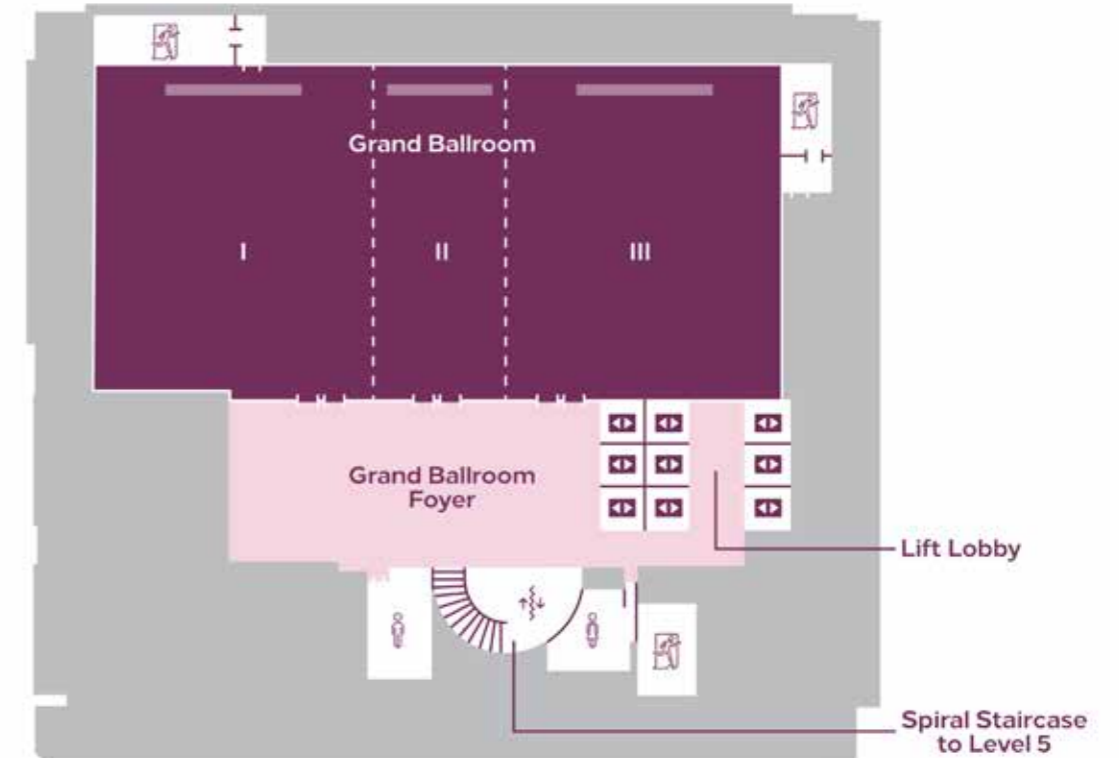 Grand Ballroom
I
II
III
Grand Ballroom
Foyer
Lift Lobby
Spiral Staircase
to Level 5